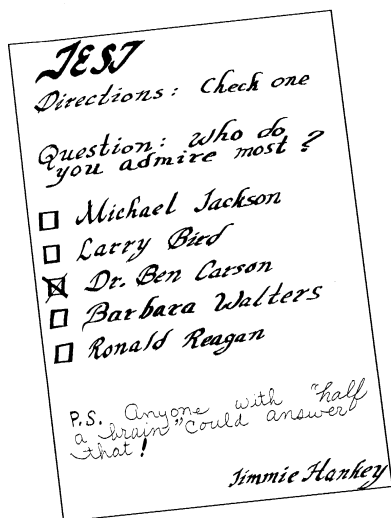 TEST
Directions: Check one
Question: Who do
you admire most?
Michael Jackson
Larry Bird
Dr. Ben Carson
Barbara Walters
Ronald Reagan
P.S. Anyone with "half
a brain" could answer
that!
Jimmie Hankey